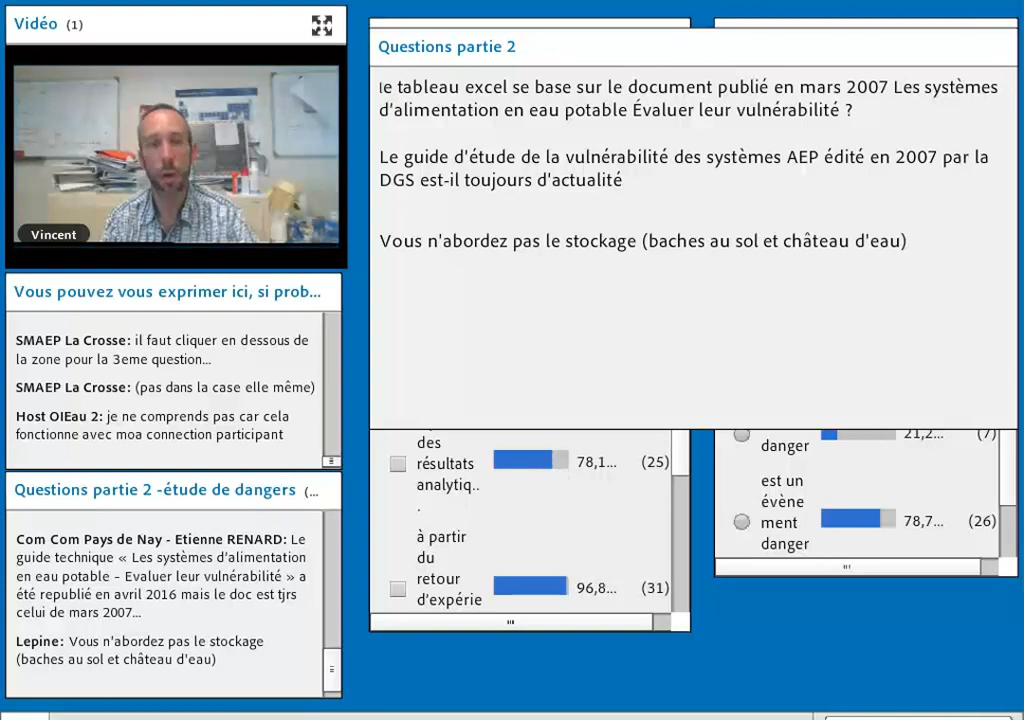 Vidéo (1)
Vincent
Vous pouvez vous exprimer ici, si prob...
SMAEP La Crosse: il faut cliquer en dessous de
la zone pour la 3eme question...
SMAEP La Crosse: (pas dans la case elle même)
Host OIEau 2: je ne comprends pas car cela
fonctionne avec moa connection participant
Questions partie 2 -étude de dangers (...
Com Com Pays de Nay - Etienne RENARD: Le
guide technique « Les systèmes d'alimentation
en eau potable – Evaluer leur vulnérabilité » a
été republié en avril 2016 mais le doc est tjrs
celui de mars 2007...
Lepine: Vous n'abordez pas le stockage
(baches au sol et château d'eau)
Questions partie 2
le tableau excel se base sur le document publié en mars 2007 Les systèmes
d'alimentation en eau potable Évaluer leur vulnérabilité ?
Le guide d'étude de la vulnérabilité des systèmes AEP édité en 2007 par la
DGS est-il toujours d'actualité
Vous n'abordez pas le stockage (baches au sol et château d'eau)
des
résultats
analytiq..
.
78,1... (25)
à partir
du
retour
d'expérie
96,8... (31)
danger
21,2... (7)
est un
évène
ment
danger
78,7... (26)